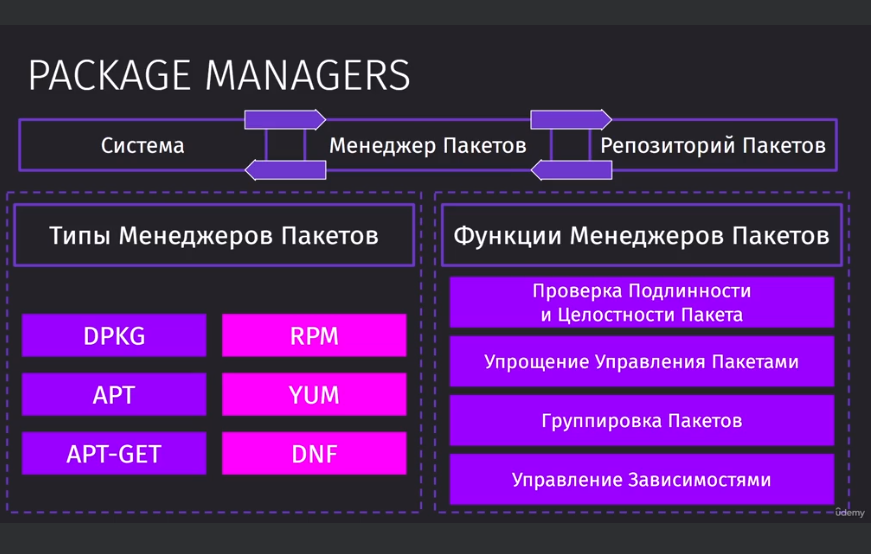 PACKAGE MANAGERS
Система
Менеджер Пакетов
Репозиторий Пакетов
Типы Менеджеров Пакетов
DPKG
RPM
APT
YUM
APT-GET
DNF
Функции Менеджеров Пакетов
Проверка Подлинности
и Целостности Пакета
Упрощение Управления Пакетами
Группировка Пакетов
Управление Зависимостями
ûdemy